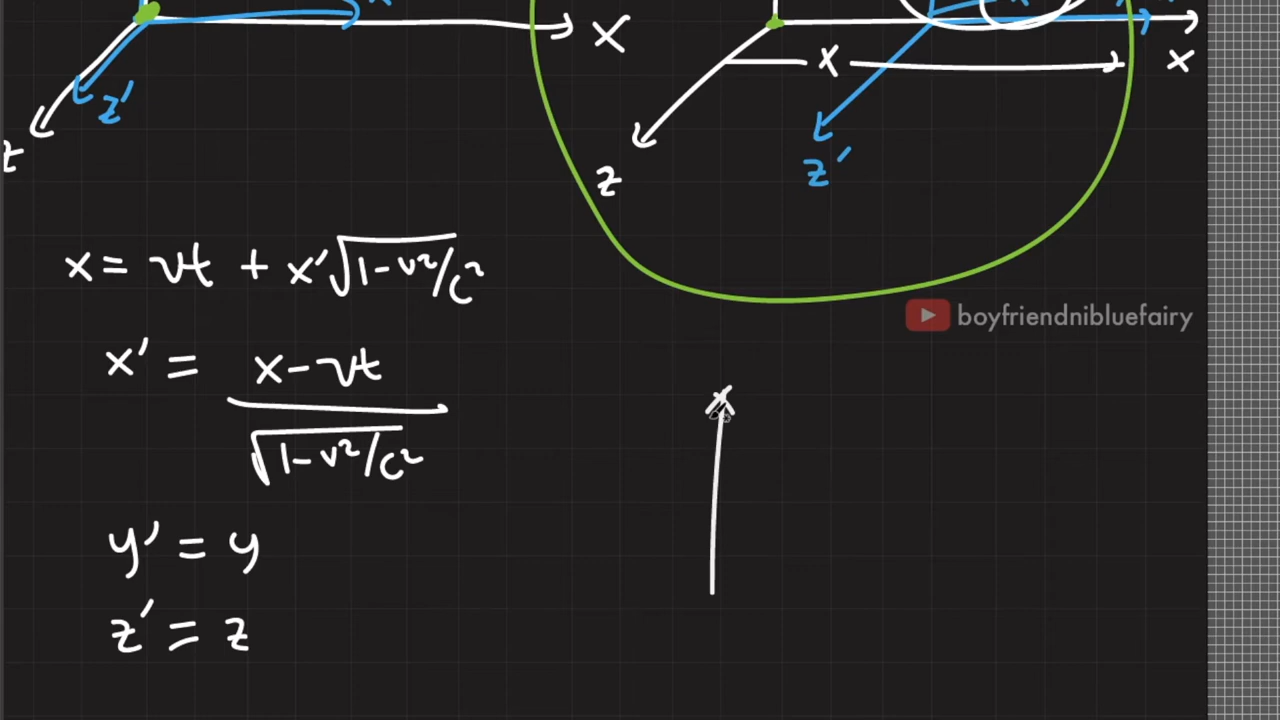 x
z'
z
x
x
x
z'
z
x = vt + x'√1-v²/c²
x' = x-vt / √1-v²/c²
boyfriendnibluefairy
y' = y
z' = z